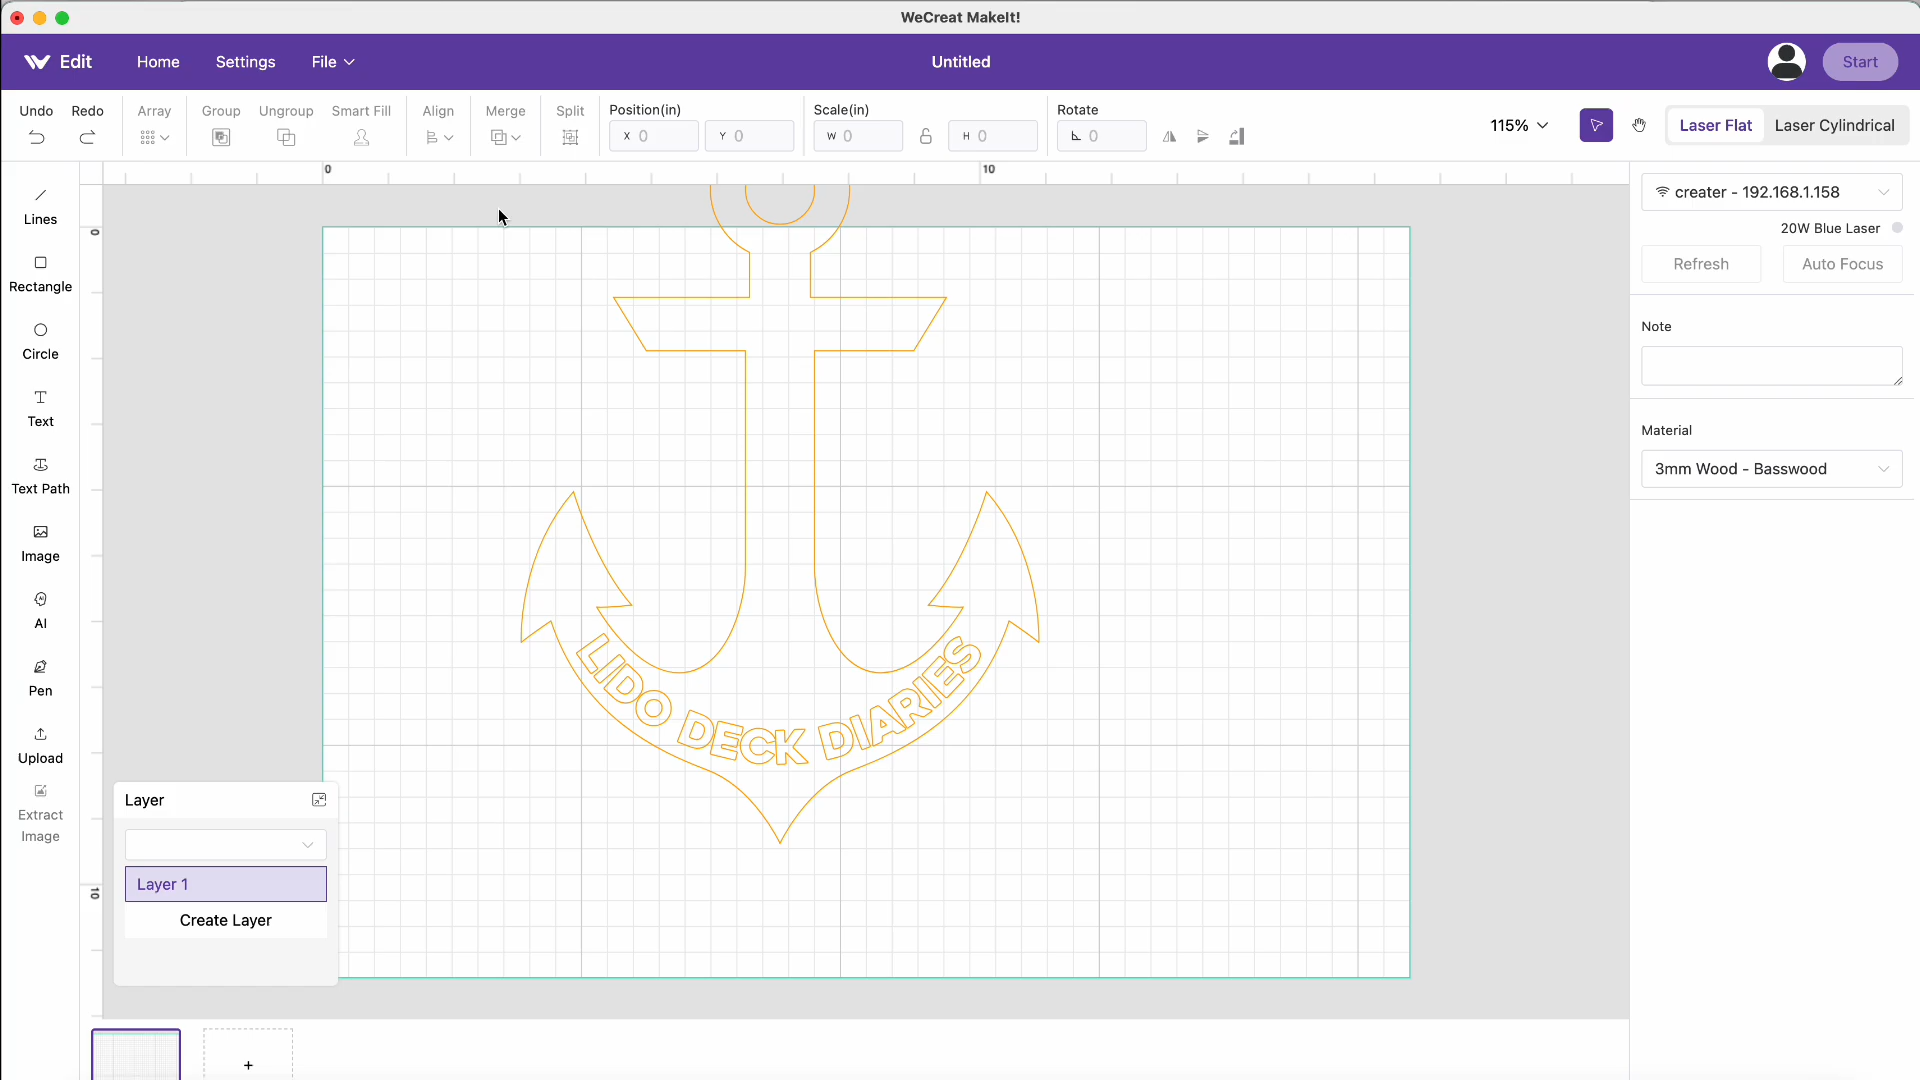 WeCreat MakeIt!
Edit
Home
Settings
File
Untitled
Start
Undo
Redo
Array
Group
Ungroup
Smart Fill
Align
Merge
Split
Position(in)
X 0
Y 0
Scale(in)
W 0
H 0
Rotate
0
115%
Laser Flat
Laser Cylindrical
0
10
0
10
Lines
Rectangle
Circle
Text
Text Path
Image
AI
Pen
Upload
Extract
Image
LIDO DECK DIARIES
Layer
Layer 1
Create Layer
+
creater - 192.168.1.158
20W Blue Laser
Refresh
Auto Focus
Note
Material
3mm Wood - Basswood